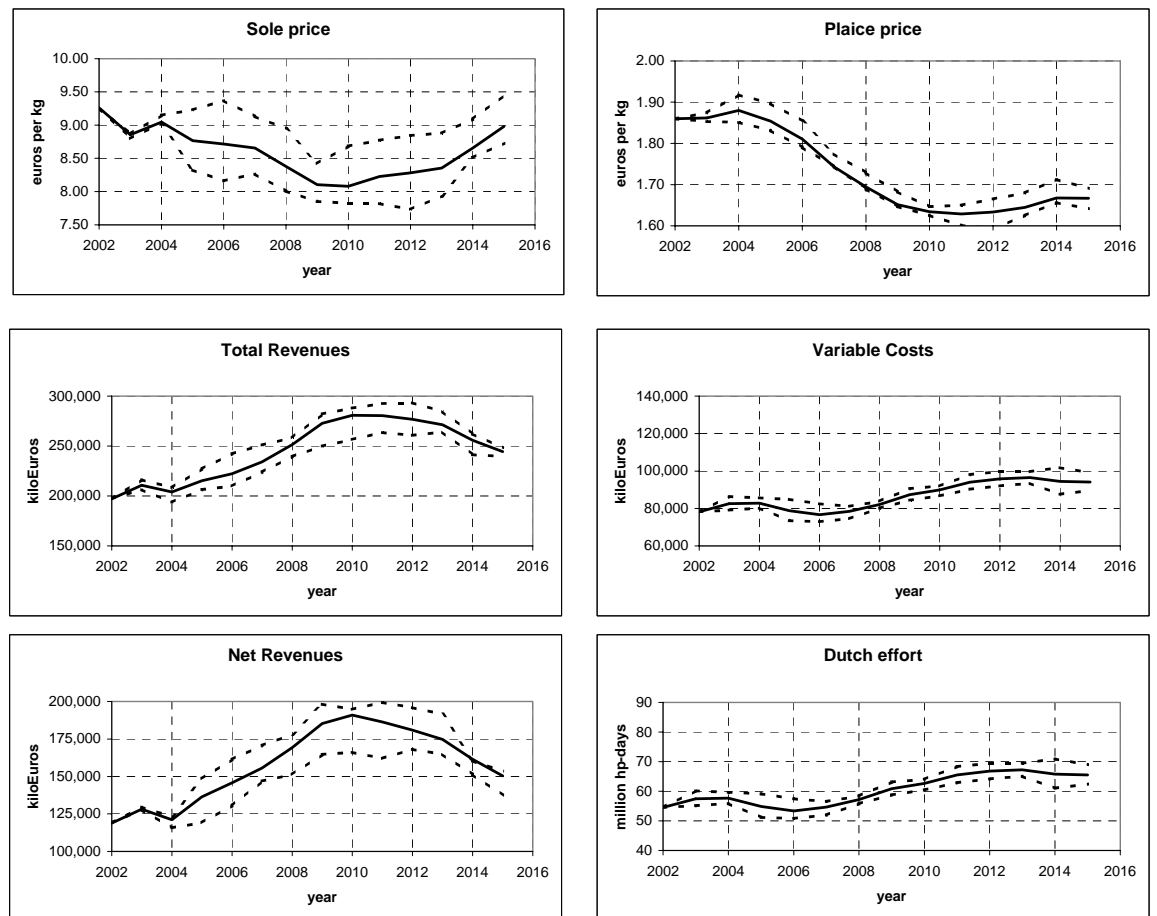 Sole price
10.00
9.50
9.00
8.50
8.00
7.50
euros per kg
2002 2004 2006 2008 2010 2012 2014 2016
year
Plaice price
2.00
1.90
1.80
1.70
1.60
euros per kg
2002 2004 2006 2008 2010 2012 2014 2016
year
Total Revenues
300,000
250,000
200,000
150,000
kiloEuros
2002 2004 2006 2008 2010 2012 2014 2016
year
Variable Costs
140,000
120,000
100,000
80,000
60,000
kiloEuros
2002 2004 2006 2008 2010 2012 2014 2016
year
Net Revenues
200,000
175,000
150,000
125,000
100,000
kiloEuros
2002 2004 2006 2008 2010 2012 2014 2016
year
Dutch effort
90
80
70
60
50
40
million hp-days
2002 2004 2006 2008 2010 2012 2014 2016
year